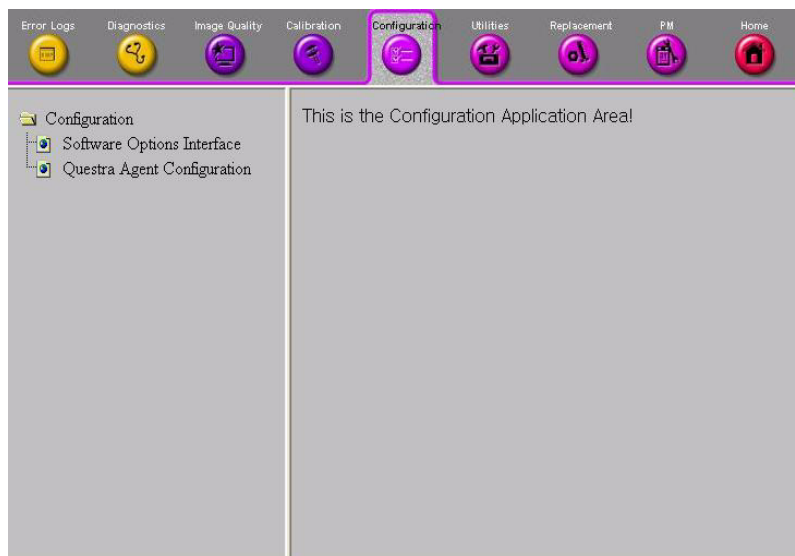 Error Logs
Diagnostics
Image Quality
Calibration
Configuration
Utilities
Replacement
PM
Home
Configuration
Software Options Interface
Questra Agent Configuration
This is the Configuration Application Area!